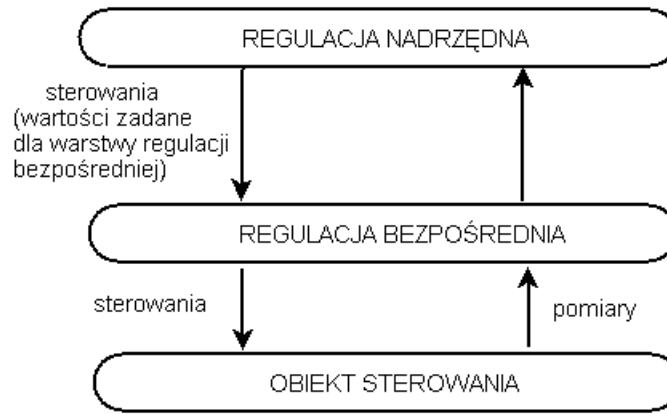 REGULACJA NADRZĘDNA
sterowania
(wartości zadane
dla warstwy regulacji
bezpośredniej)
REGULACJA BEZPOŚREDNIA
sterowania
pomiary
OBIEKT STEROWANIA